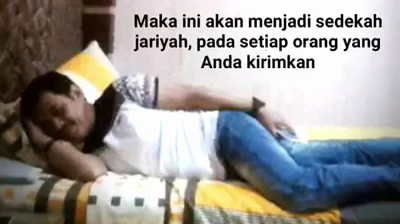 Maka ini akan menjadi sedekah
jariyah, pada setiap orang yang
Anda kirimkan